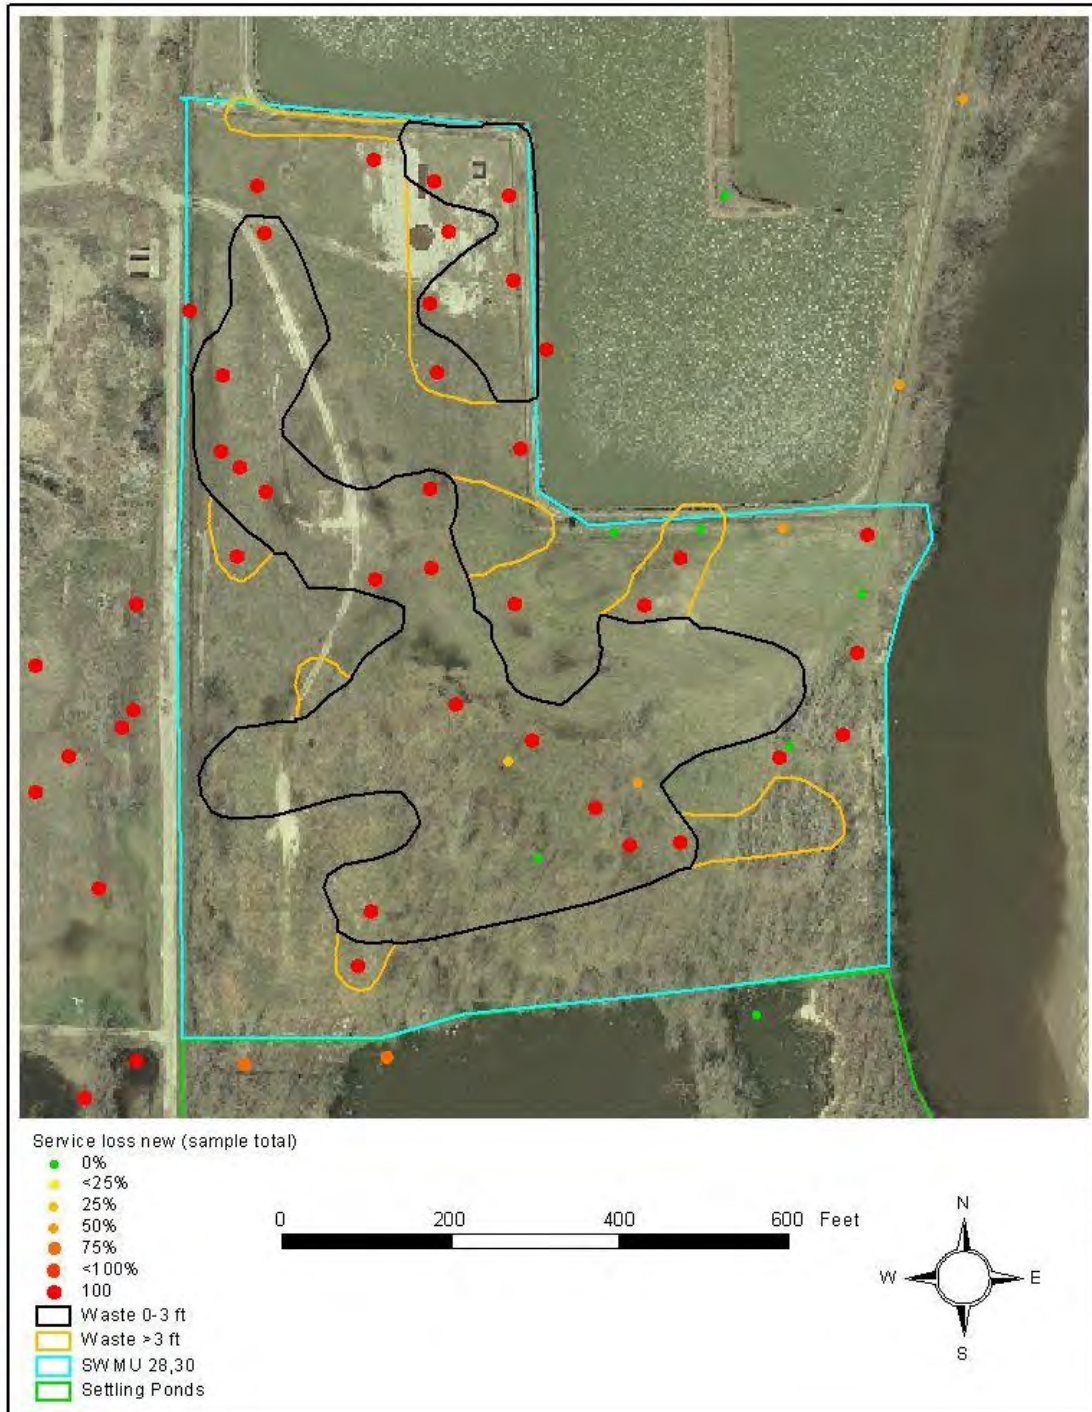 Service loss new (sample total)
0%
<25%
25%
50%
75%
<100%
100
Waste 0-3 ft
Waste >3 ft
SWMU 28,30
Settling Ponds
0 200 400 600 Feet
N
W E
S